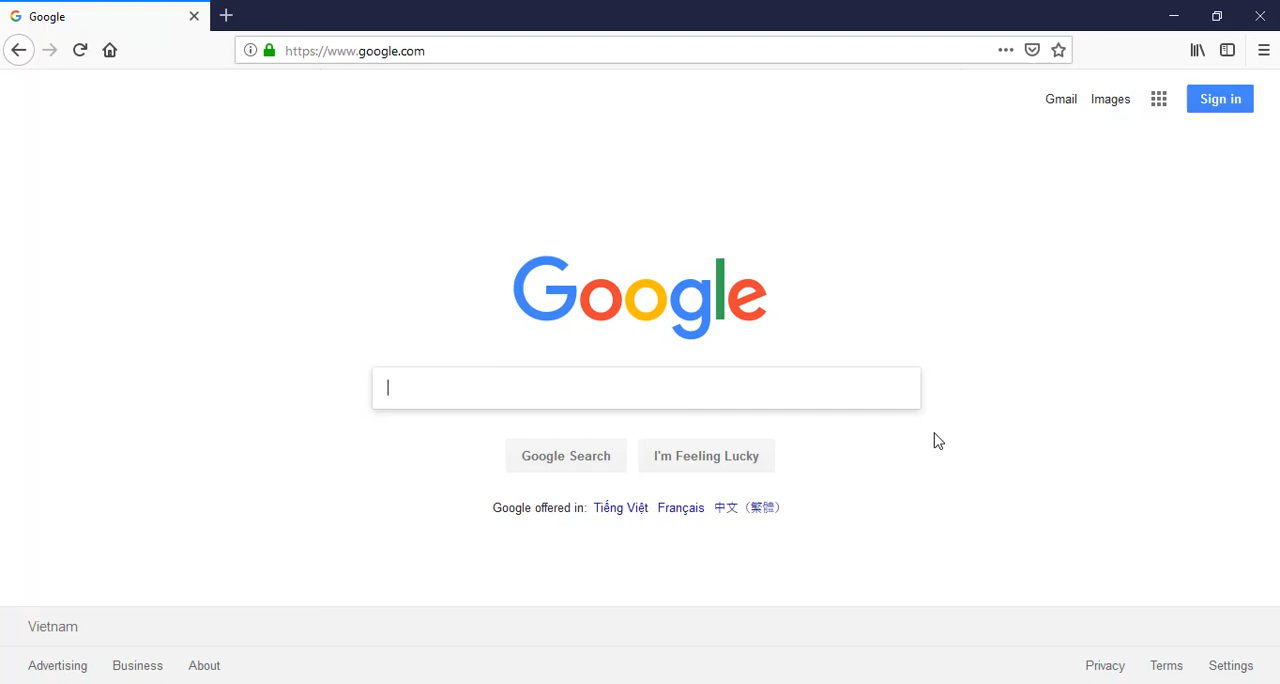 Google
https://www.google.com
Gmail Images Sign in
Google
Google Search I'm Feeling Lucky
Google offered in: Tiếng Việt Français 中文（繁體）
Vietnam
Advertising Business About Privacy Terms Settings